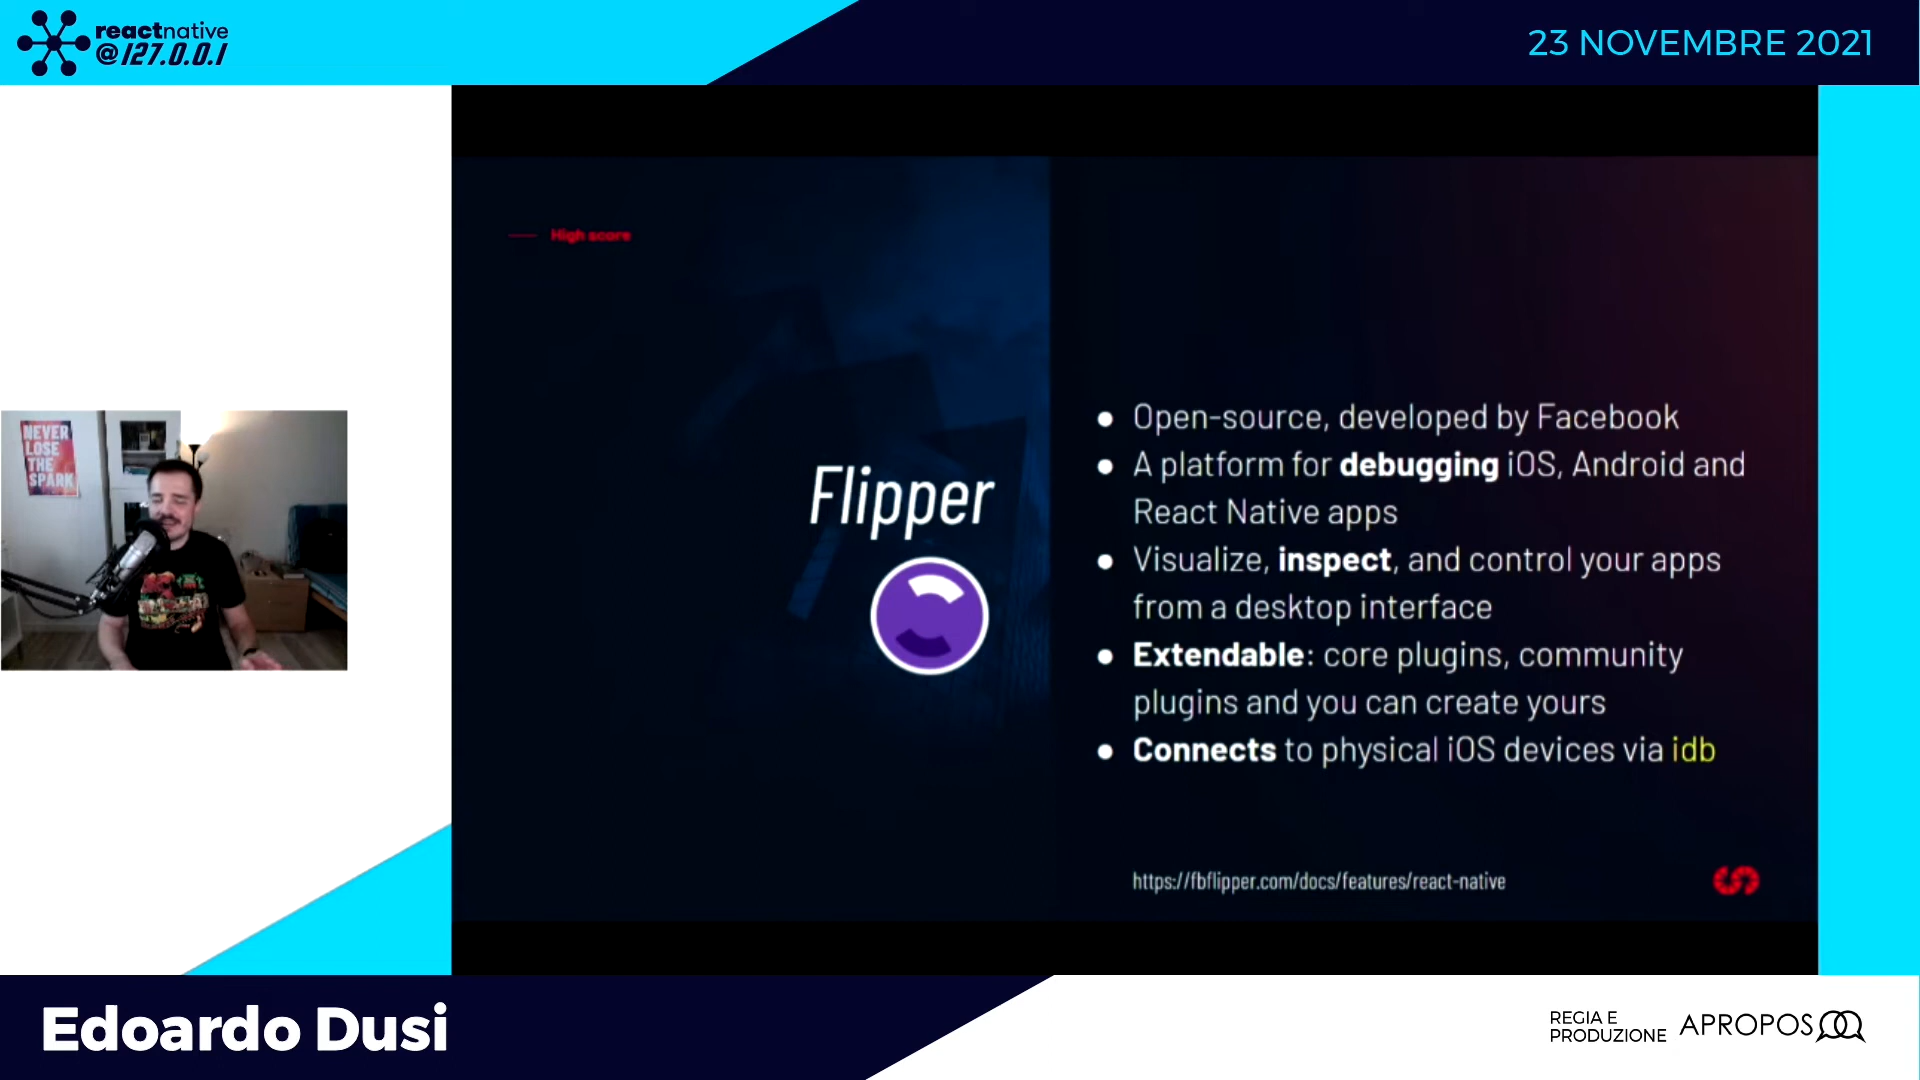 reactnative
@127.0.0.1
23 NOVEMBRE 2021
High score
NEVER
LOSE
THE
SPARK
Flipper
● Open-source, developed by Facebook
● A platform for debugging iOS, Android and
React Native apps
● Visualize, inspect, and control your apps
from a desktop interface
● Extendable: core plugins, community
plugins and you can create yours
● Connects to physical iOS devices via idb
https://fbflipper.com/docs/features/react-native
Edoardo Dusi
REGIA E
PRODUZIONE
APROPOS